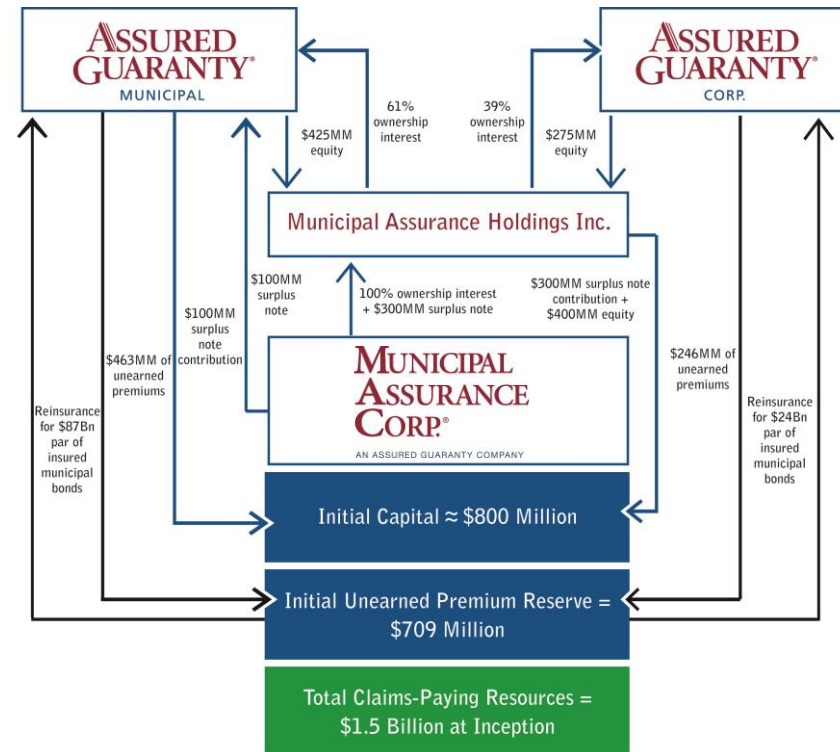 ASSURED
GUARANTY®
MUNICIPAL
ASSURED
GUARANTY®
CORP.
61%
ownership
interest
39%
ownership
interest
$425MM
equity
$275MM
equity
Municipal Assurance Holdings Inc.
$100MM
surplus
note
100% ownership interest
+ $300MM surplus note
$300MM surplus note
contribution +
$400MM equity
$100MM
surplus
note
contribution
$463MM of
unearned
premiums
$246MM of
unearned
premiums
Reinsurance
for $87Bn
par of
insured
municipal
bonds
Reinsurance
for $24Bn
par of
insured
municipal
bonds
MUNICIPAL
ASSURANCE
CORP.®
AN ASSURED GUARANTY COMPANY
Initial Capital ≈ $800 Million
Initial Unearned Premium Reserve =
$709 Million
Total Claims-Paying Resources =
$1.5 Billion at Inception